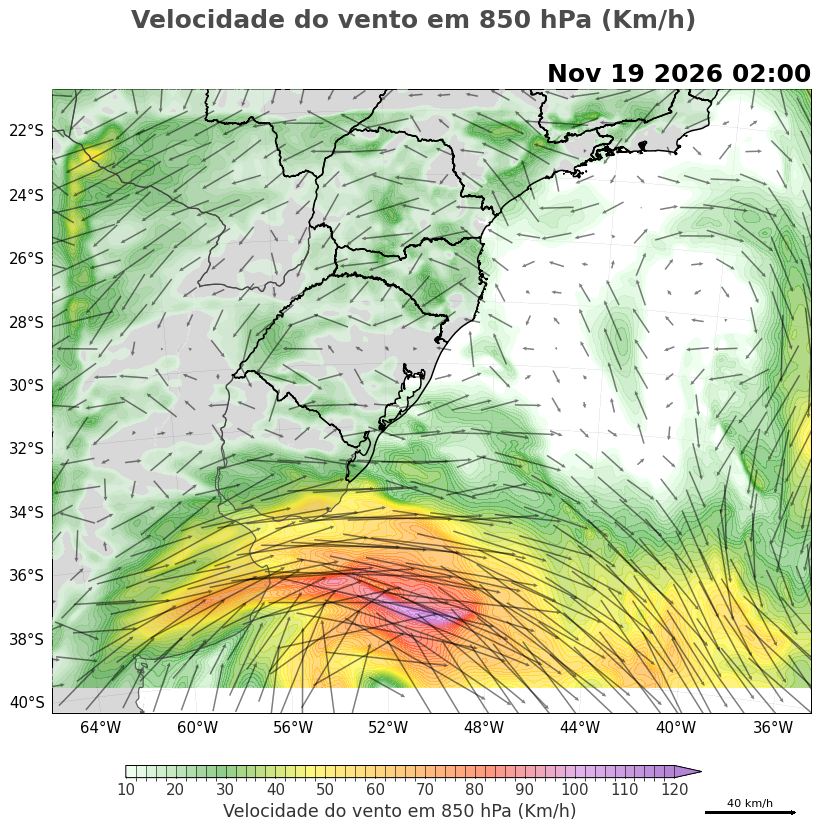 Velocidade do vento em 850 hPa (Km/h)
Nov 19 2026 02:00
22°S
24°S
26°S
28°S
30°S
32°S
34°S
36°S
38°S
40°S
64°W 60°W 56°W 52°W 48°W 44°W 40°W 36°W
10 20 30 40 50 60 70 80 90 100 110 120
Velocidade do vento em 850 hPa (Km/h)
40 km/h